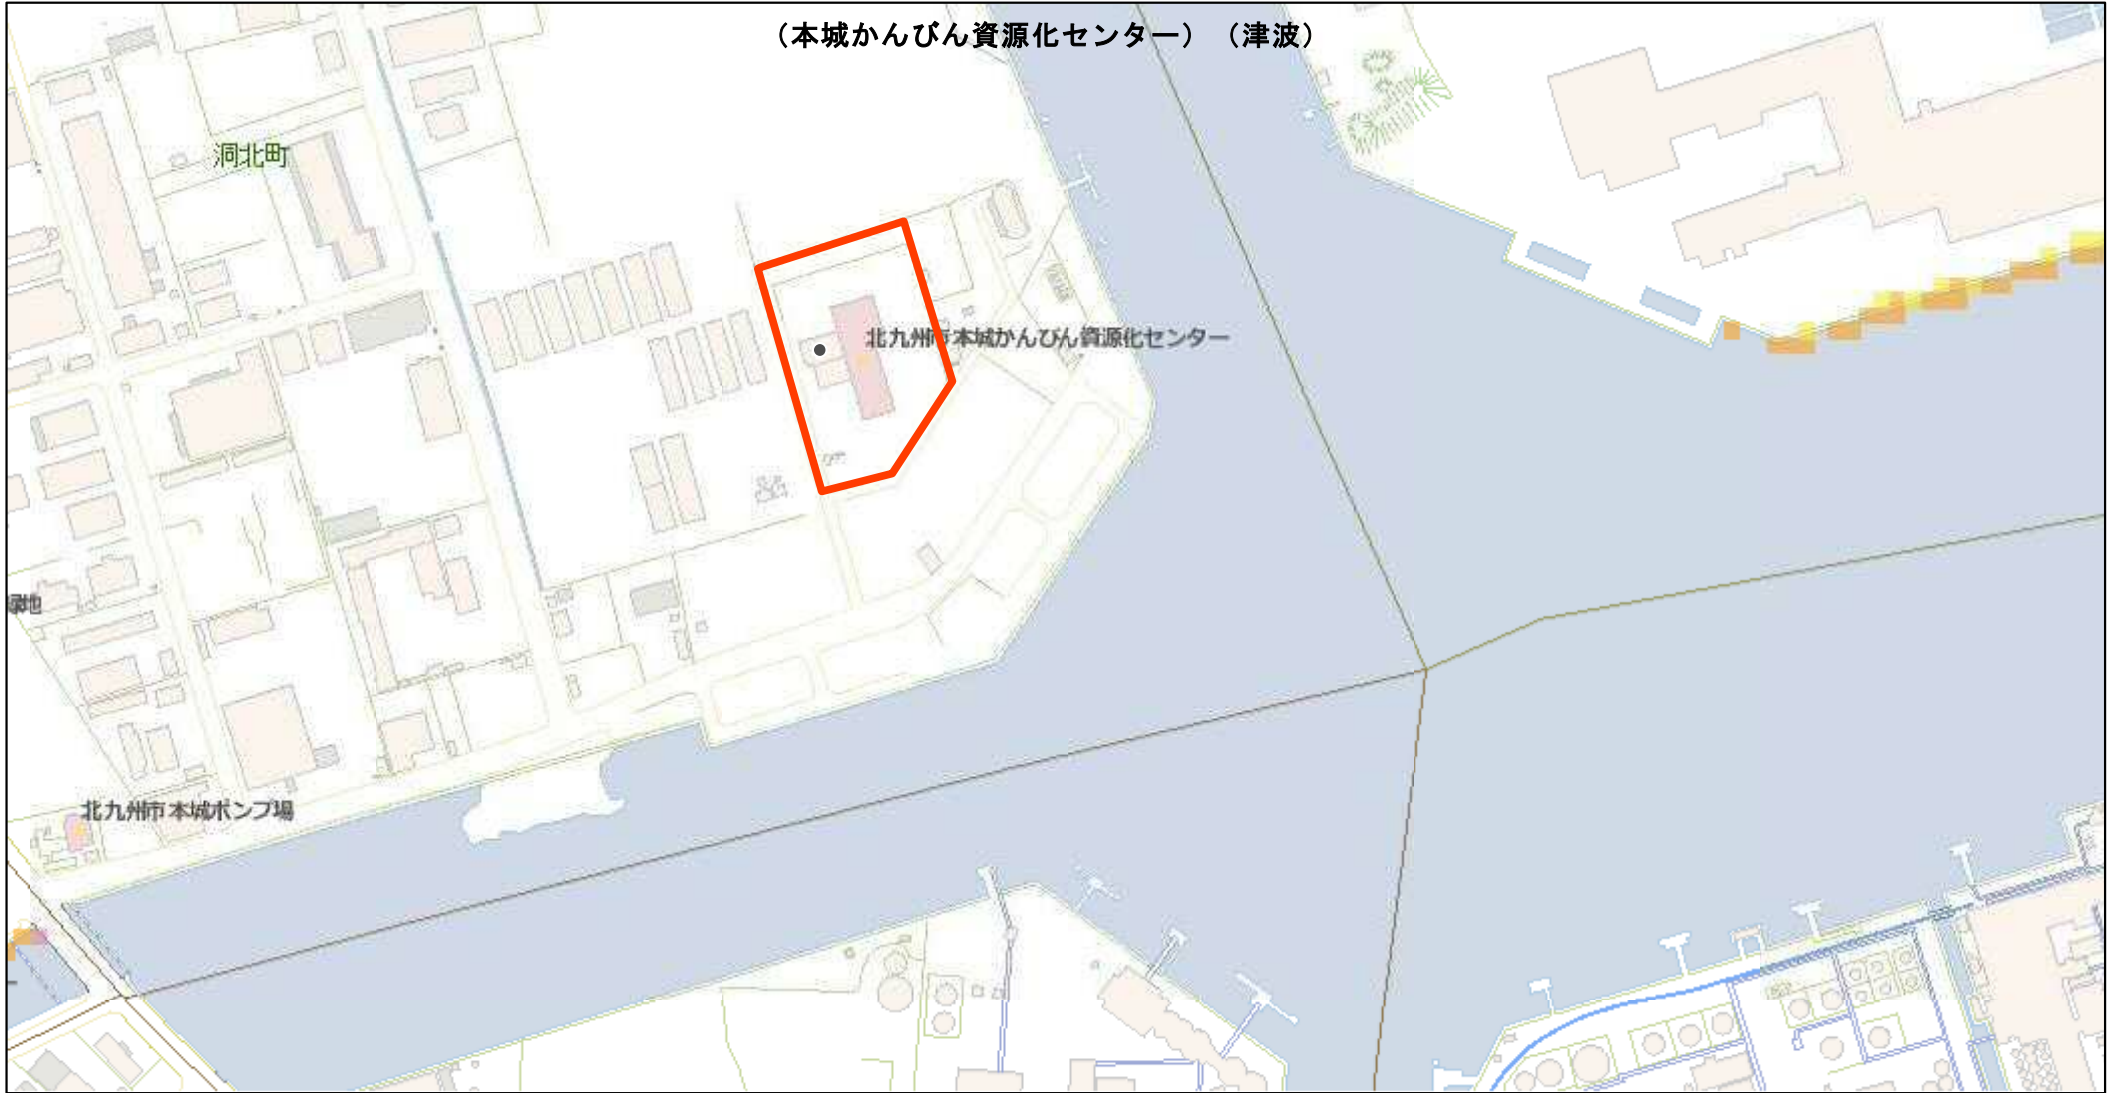 （本城かんびん資源化センター）（津波）
洞北町
北九州市本城かんびん資源化センター
緑地
北九州市本城ポンプ場